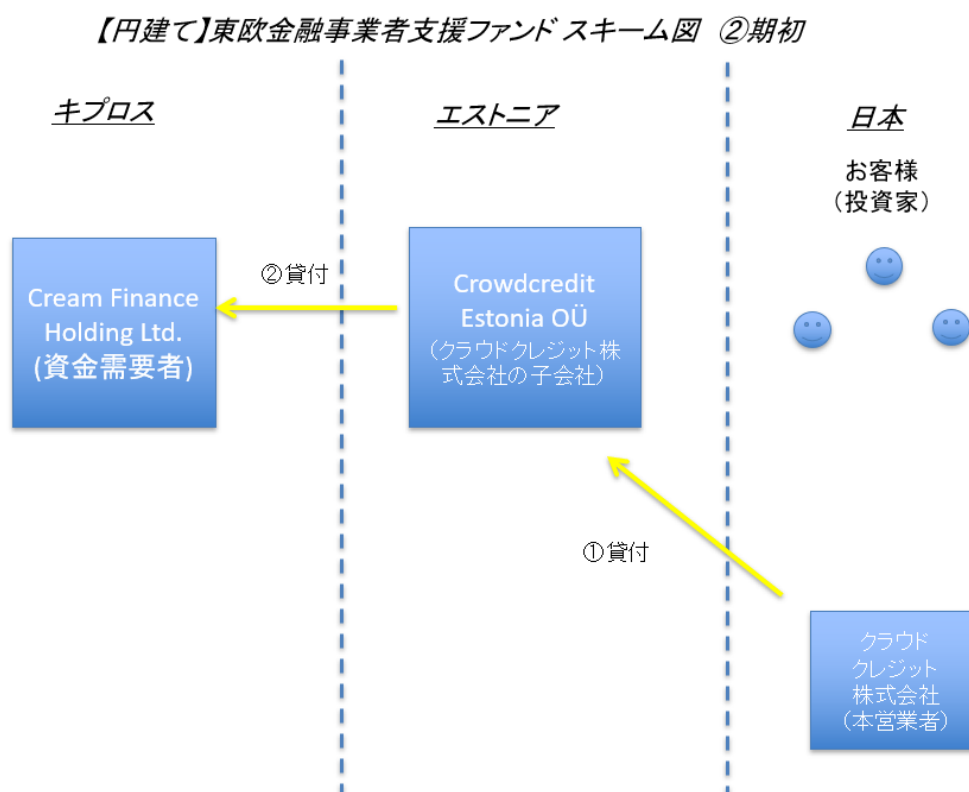 【円建て】東欧金融事業者支援ファンド スキーム図 ②期初
キプロス
エストニア
日本
お客様
（投資家）
Cream Finance
Holding Ltd.
(資金需要者)
②貸付
Crowdcredit
Estonia OÜ
（クラウドクレジット株
式会社の子会社）
①貸付
クラウド
クレジット
株式会社
（本営業者）